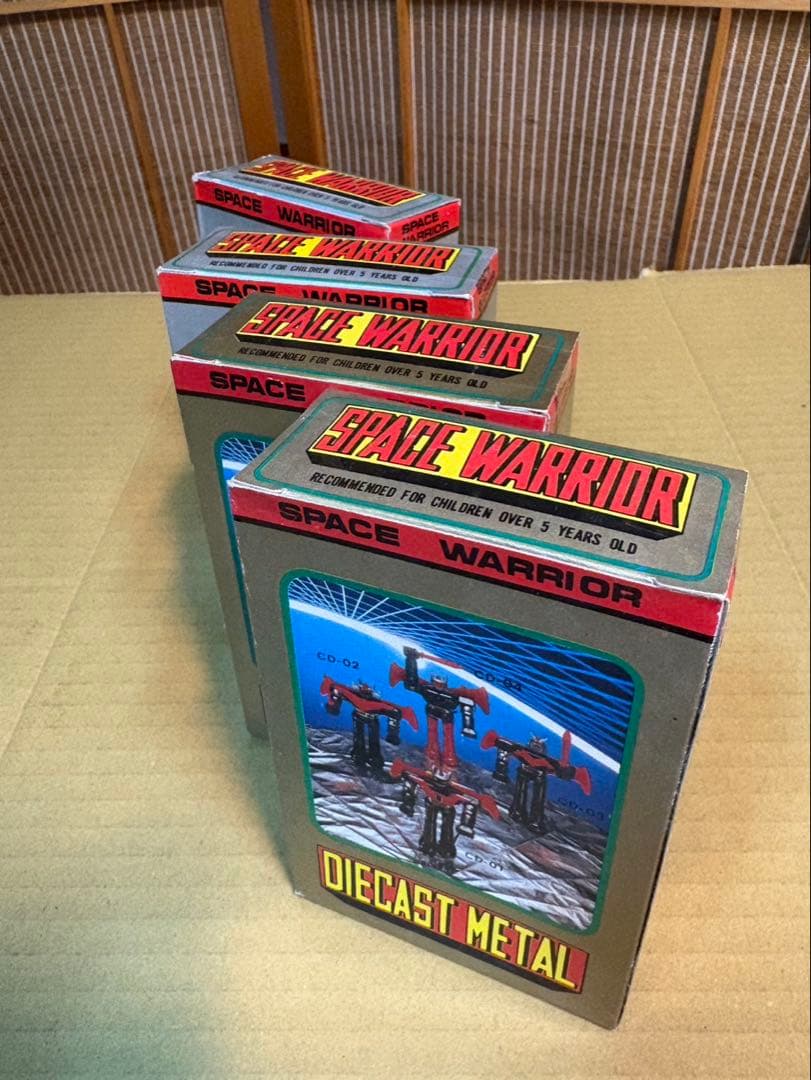 SPACE WARRIOR
SPACE WARRIOR
SPACE
WARRIOR
SPACE WARRIOR
RECOMMENDED FOR CHILDREN OVER 5 YEARS OLD
SPACE WARRIOR
SPACE WARRIOR
RECOMMENDED FOR CHILDREN OVER 5 YEARS OLD
SPACE
SPACE WARRIOR
RECOMMENDED FOR CHILDREN OVER 5 YEARS OLD
SPACE WARRIOR
CD-02
CD-04
CD-03
CD-01
DIECAST METAL